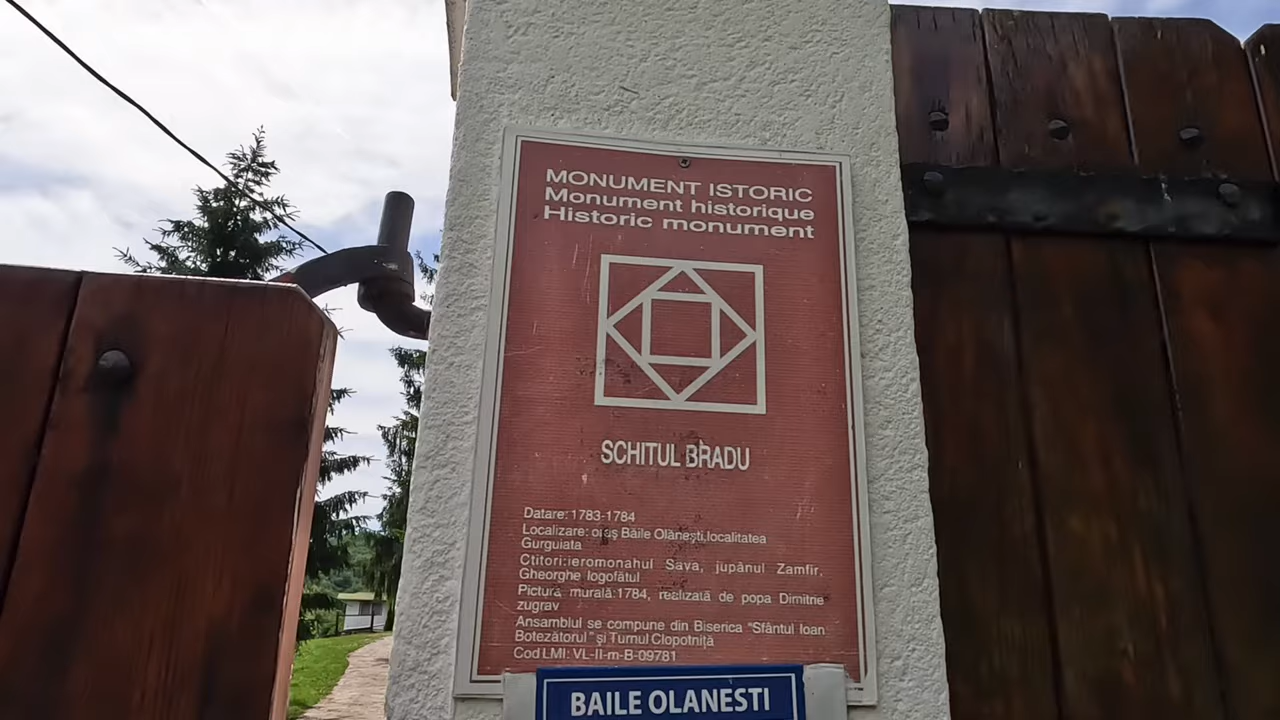 MONUMENT ISTORIC
Monument historique
Historic monument
SCHITUL BRADU
Datare: 1783-1784
Localizare: oraș Băile Olănești, localitatea
Gurguiata
Ctitori: ieromonahul Sava, jupânul Zamfir,
Gheorghe logofătul
Pictură murală: 1784, realizată de popa Dimitrie
zugrav
Ansamblul se compune din Biserica "Sfântul Ioan
Botezătorul" și Turnul Clopotniță
Cod LMI: VL-II-m-B-09781
BAILE OLANESTI